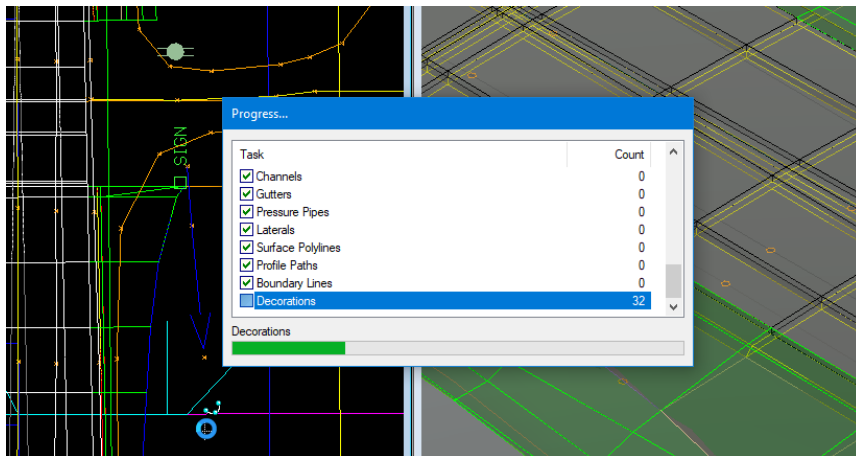 Progress...
SIGN
Task Count
Channels 0
Gutters 0
Pressure Pipes 0
Laterals 0
Surface Polylines 0
Profile Paths 0
Boundary Lines 0
Decorations 32
Decorations